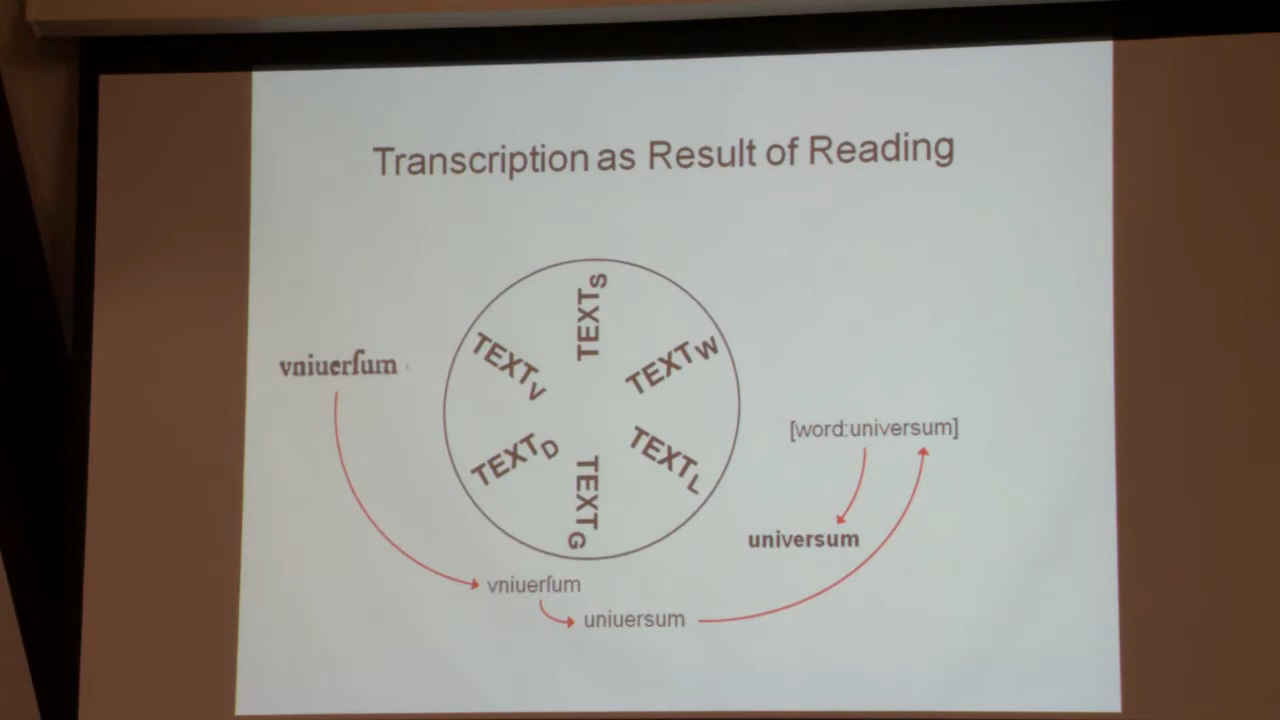 Transcription as Result of Reading
TEXTS
TEXTV
TEXTW
vniuerſum
[word:universum]
TEXTD
TEXTL
TEXTG
universum
vniuerſum
uniuersum